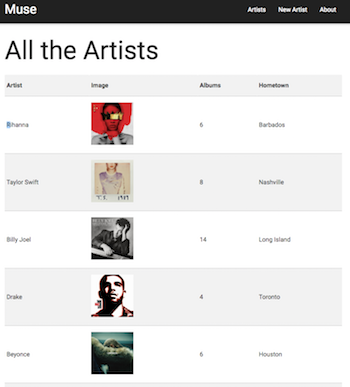 Muse Artists New Artist About
All the Artists
Artist Image Albums Hometown
Rihanna 6 Barbados
Taylor Swift T.S. 1989 8 Nashville
Billy Joel 14 Long Island
Drake 4 Toronto
Beyonce 6 Houston